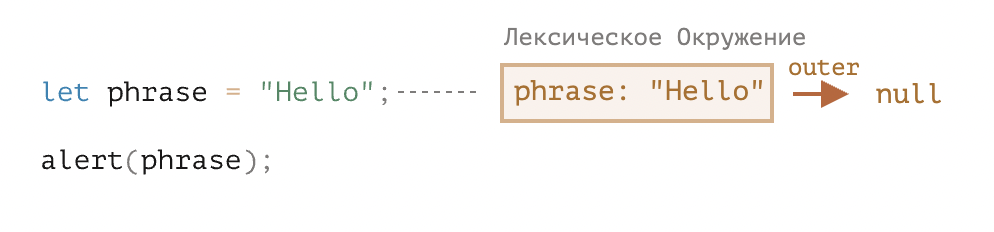 Лексическое Окружение
let phrase = "Hello";
phrase: "Hello"
outer
null
alert(phrase);